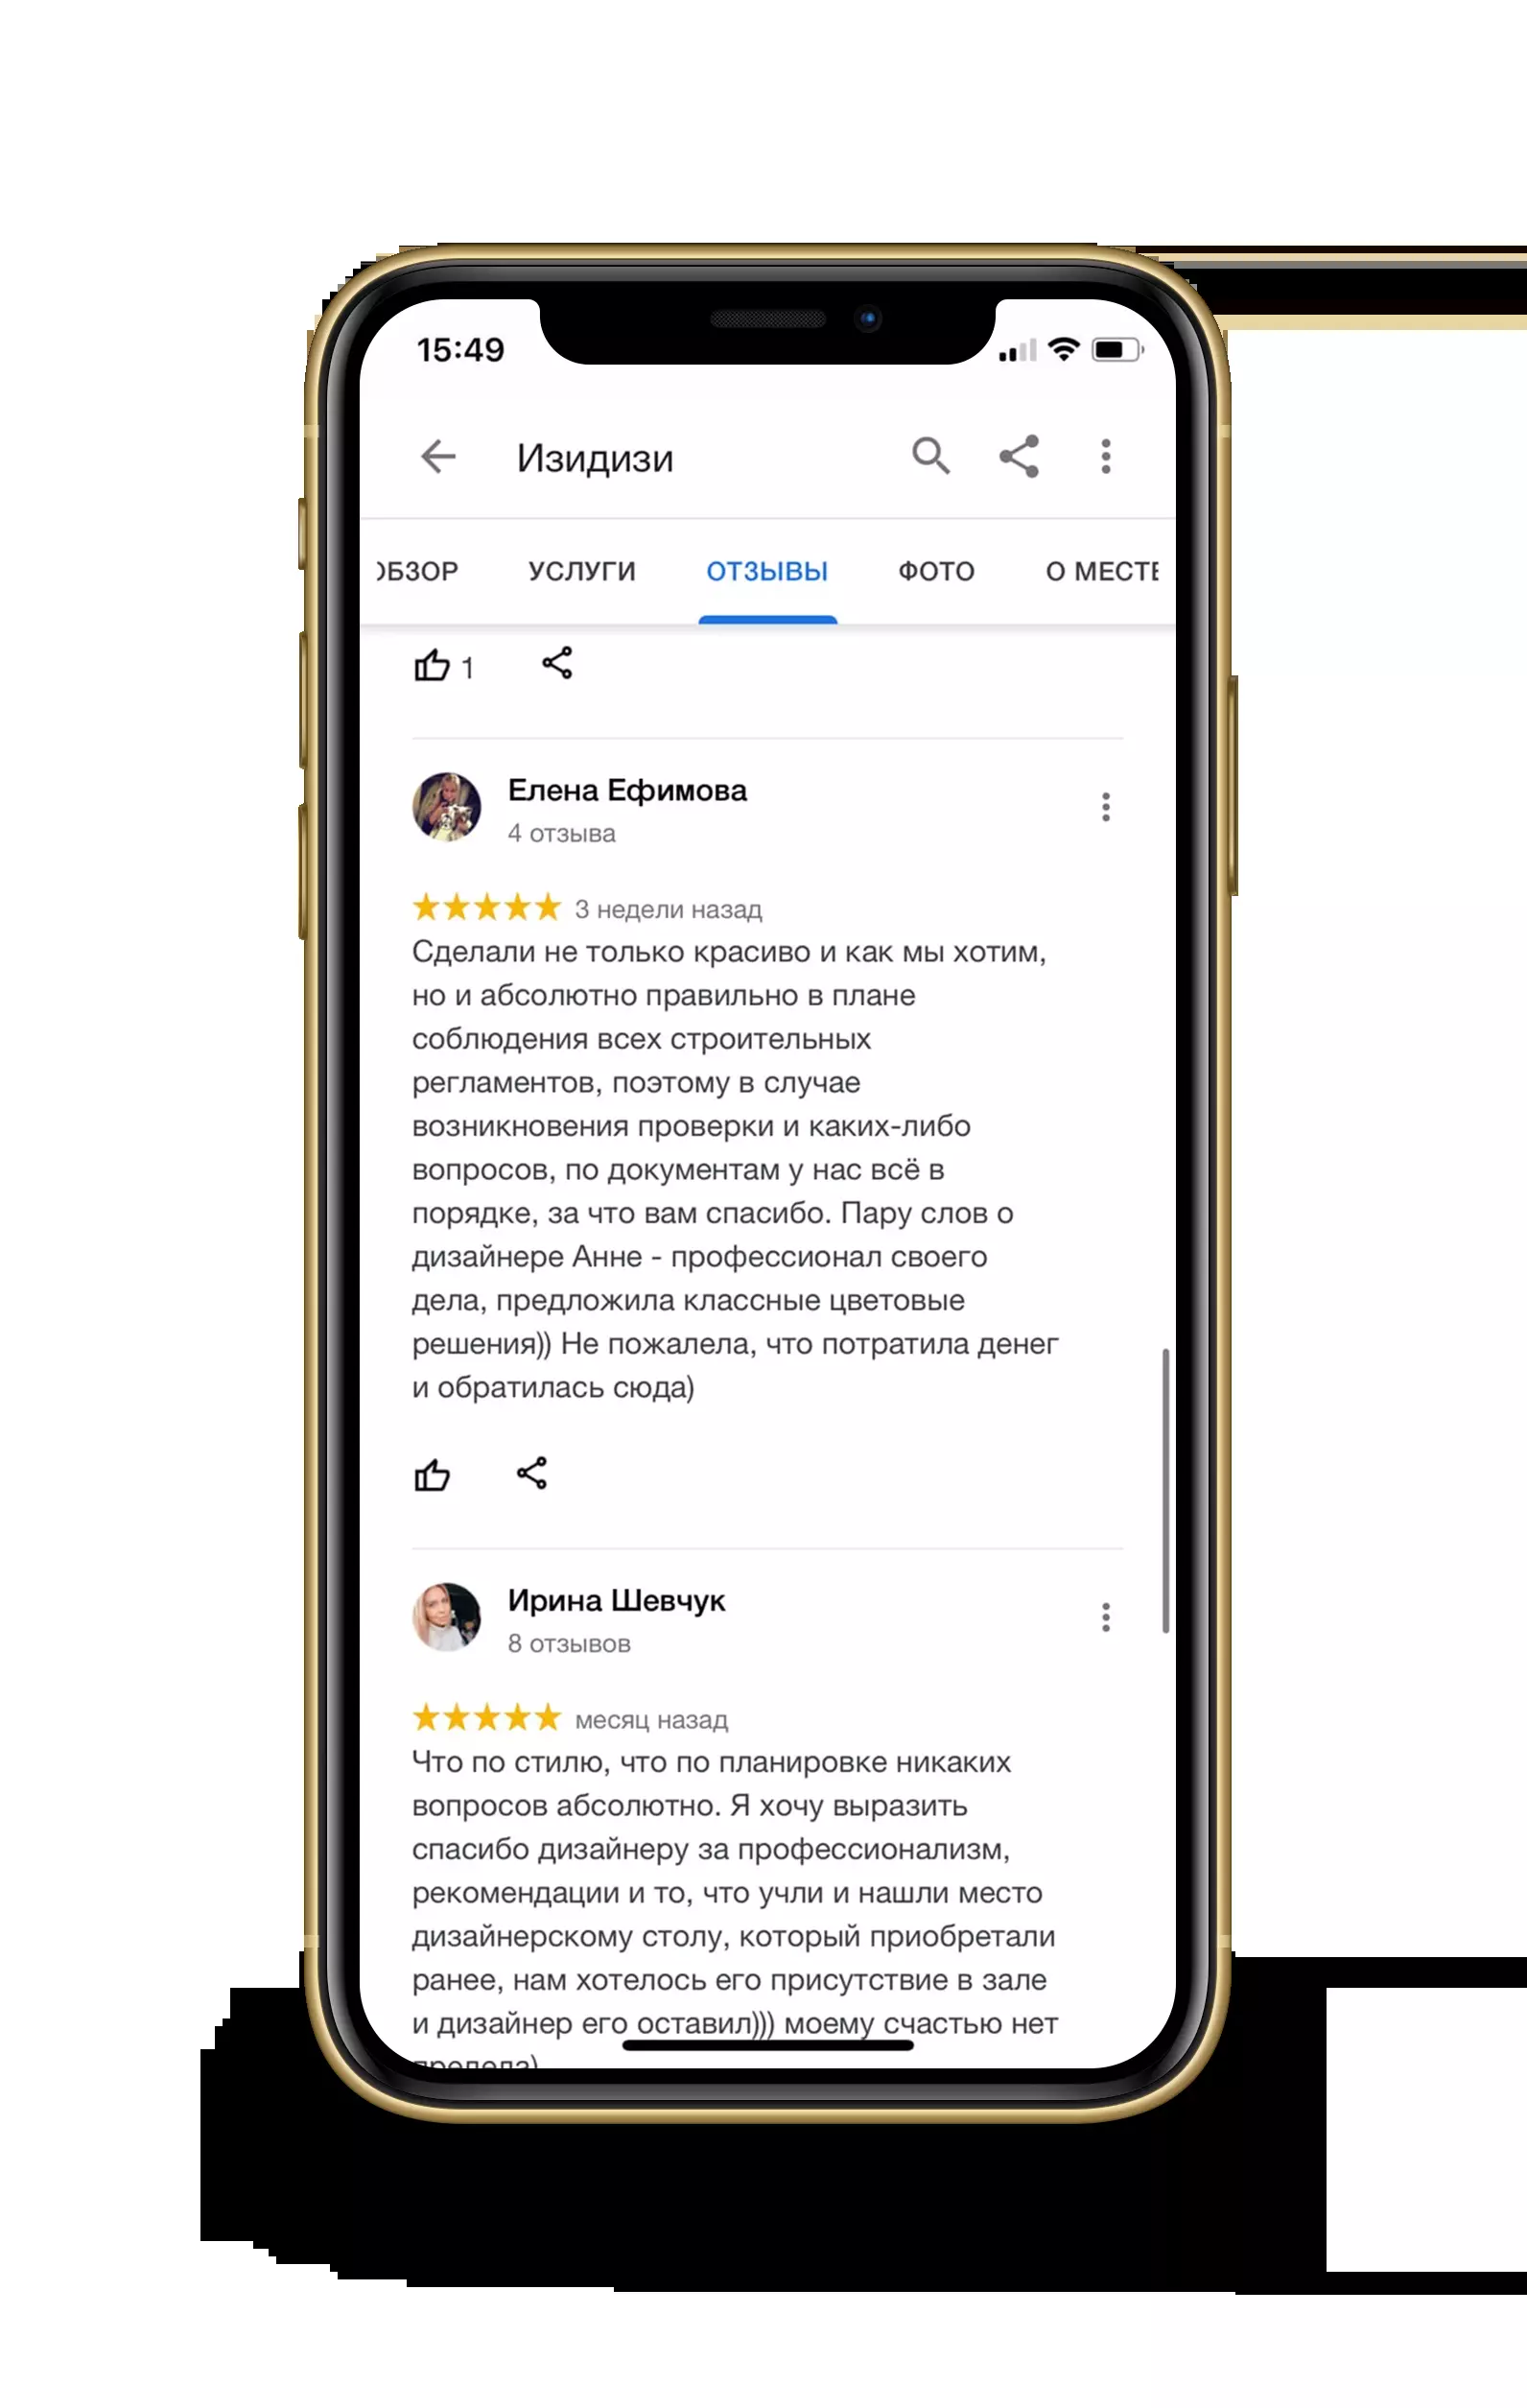 15:49
Изидизи
ОБЗОР УСЛУГИ ОТЗЫВЫ ФОТО О МЕСТЕ
1
Елена Ефимова
4 отзыва
3 недели назад
Сделали не только красиво и как мы хотим,
но и абсолютно правильно в плане
соблюдения всех строительных
регламентов, поэтому в случае
возникновения проверки и каких-либо
вопросов, по документам у нас всё в
порядке, за что вам спасибо. Пару слов о
дизайнере Анне - профессионал своего
дела, предложила классные цветовые
решения)) Не пожалела, что потратила денег
и обратилась сюда)
Ирина Шевчук
8 отзывов
месяц назад
Что по стилю, что по планировке никаких
вопросов абсолютно. Я хочу выразить
спасибо дизайнеру за профессионализм,
рекомендации и то, что учли и нашли место
дизайнерскому столу, который приобретали
ранее, нам хотелось его присутствие в зале
и дизайнер его оставил))) моему счастью нет
предела)